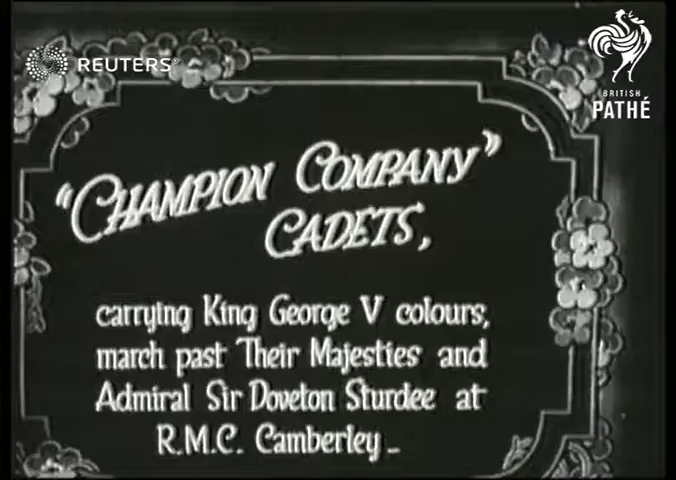 REUTERS
BRITISH
PATHÉ
"CHAMPION COMPANY"
CADETS,
carrying King George V colours,
march past Their Majesties and
Admiral Sir Doveton Sturdee at
R.M.C. Camberley _